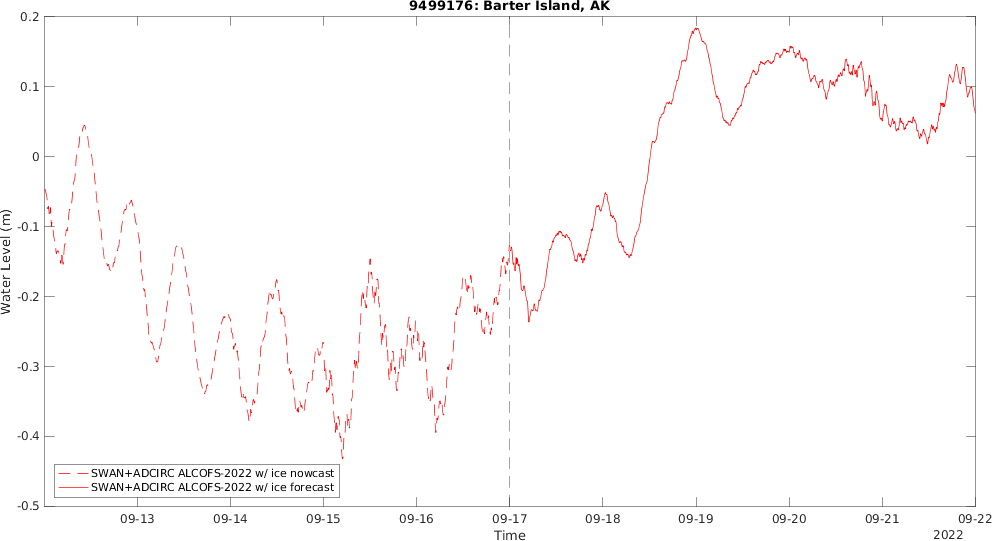 9499176: Barter Island, AK
0.2
0.1
0
-0.1
-0.2
-0.3
-0.4
-0.5
Water Level (m)
SWAN+ADCIRC ALCOFS-2022 w/ ice nowcast
SWAN+ADCIRC ALCOFS-2022 w/ ice forecast
09-13 09-14 09-15 09-16 09-17 09-18 09-19 09-20 09-21 09-22
Time
2022